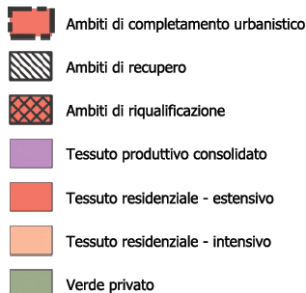 Ambiti di completamento urbanistico
Ambiti di recupero
Ambiti di riqualificazione
Tessuto produttivo consolidato
Tessuto residenziale - estensivo
Tessuto residenziale - intensivo
Verde privato